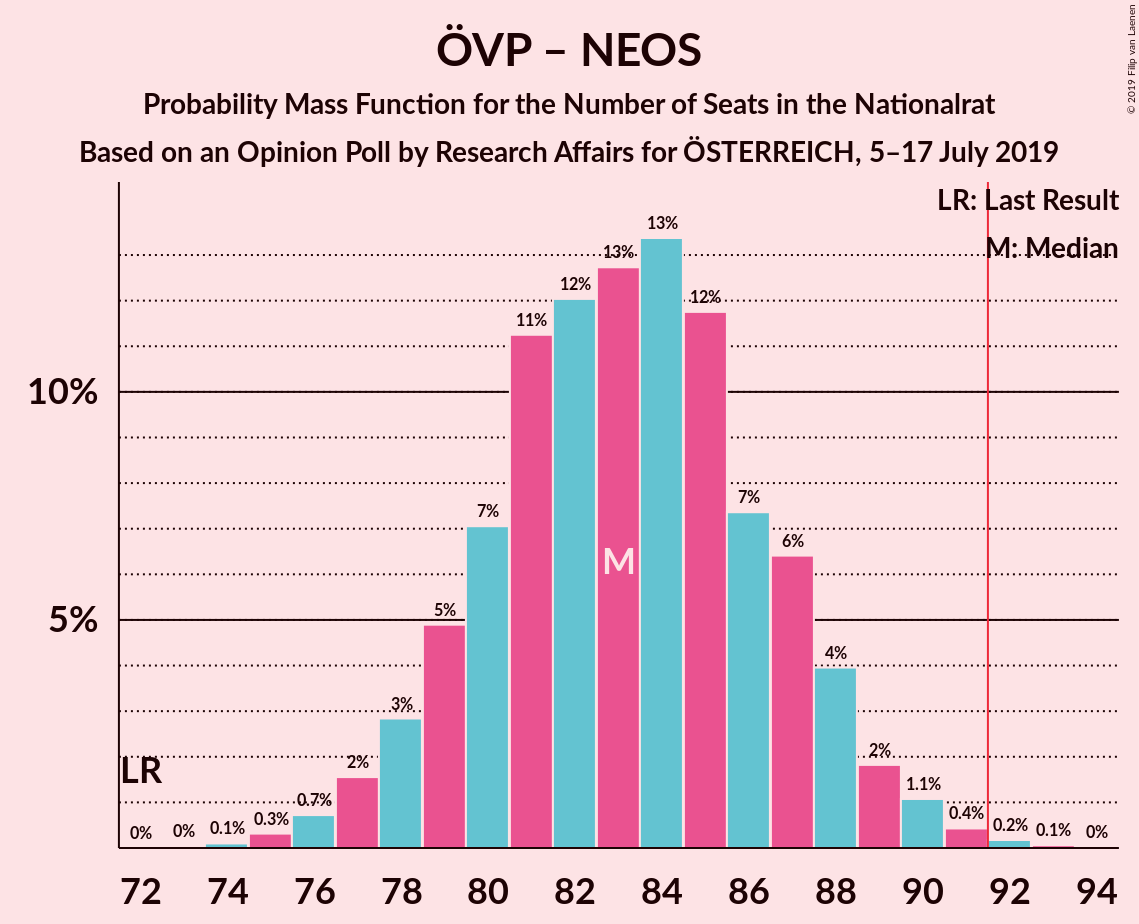 ÖVP – NEOS
Probability Mass Function for the Number of Seats in the Nationalrat
Based on an Opinion Poll by Research Affairs for ÖSTERREICH, 5–17 July 2019
© 2019 Filip van Laenen
LR: Last Result
M: Median
10%
5%
LR
M
0% 0% 0.1% 0.3% 0.7% 2% 3% 5% 7% 11% 12% 13% 13% 12% 7% 6% 4% 2% 1.1% 0.4% 0.2% 0.1% 0%
72 74 76 78 80 82 84 86 88 90 92 94